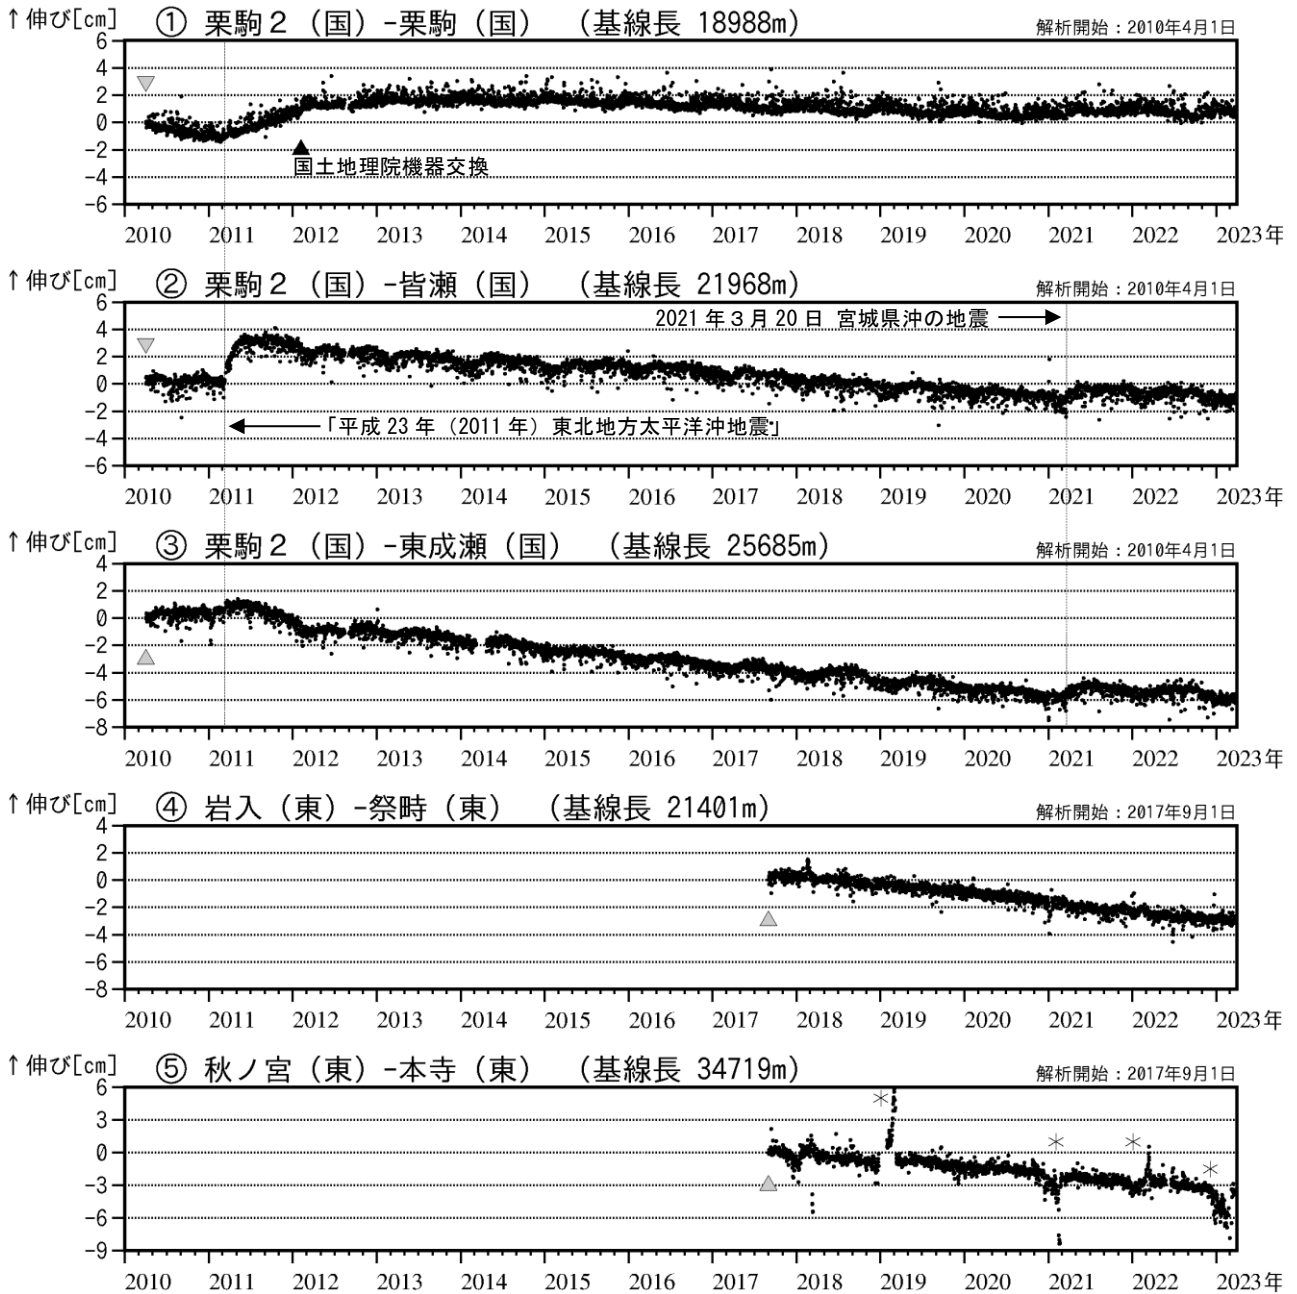 ↑伸び[cm] ① 栗駒２（国）-栗駒（国） （基線長 18988m） 解析開始：2010年4月1日
6
4
2
0
-2
国土地理院機器交換
-4
-6
2010 2011 2012 2013 2014 2015 2016 2017 2018 2019 2020 2021 2022 2023年
↑伸び[cm] ② 栗駒２（国）-皆瀬（国） （基線長 21968m） 解析開始：2010年4月1日
6
2021 年３月 20 日 宮城県沖の地震
4
2
0
-2
「平成 23 年（2011 年）東北地方太平洋沖地震」
-4
-6
2010 2011 2012 2013 2014 2015 2016 2017 2018 2019 2020 2021 2022 2023年
↑伸び[cm] ③ 栗駒２（国）-東成瀬（国） （基線長 25685m） 解析開始：2010年4月1日
4
2
0
-2
-4
-6
-8
2010 2011 2012 2013 2014 2015 2016 2017 2018 2019 2020 2021 2022 2023年
↑伸び[cm] ④ 岩入（東）-祭畤（東） （基線長 21401m） 解析開始：2017年9月1日
4
2
0
-2
-4
-6
-8
2010 2011 2012 2013 2014 2015 2016 2017 2018 2019 2020 2021 2022 2023年
↑伸び[cm] ⑤ 秋ノ宮（東）-本寺（東） （基線長 34719m） 解析開始：2017年9月1日
6
3
0
-3
-6
-9
2010 2011 2012 2013 2014 2015 2016 2017 2018 2019 2020 2021 2022 2023年